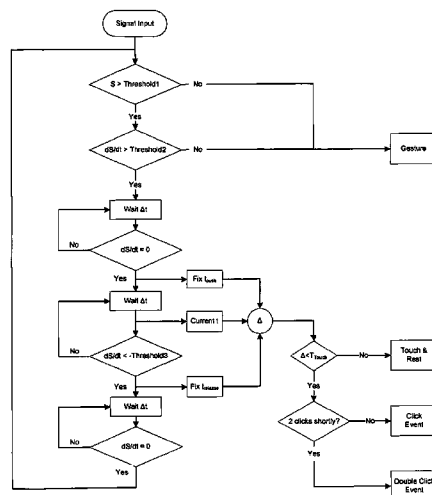 Signal Input
S > Threshold1
No
Yes
dS/dt > Threshold2
No
Gesture
Yes
Wait Δt
dS/dt = 0
No
Yes
Fix t
Wait Δt
Current t
Δ
dS/dt < -Threshold3
No
Δ<T
No
Touch &
Rest
Yes
Fix t
Yes
Wait Δt
2 clicks shortly?
No
Click
Event
dS/dt = 0
No
Yes
Yes
Double Click
Event